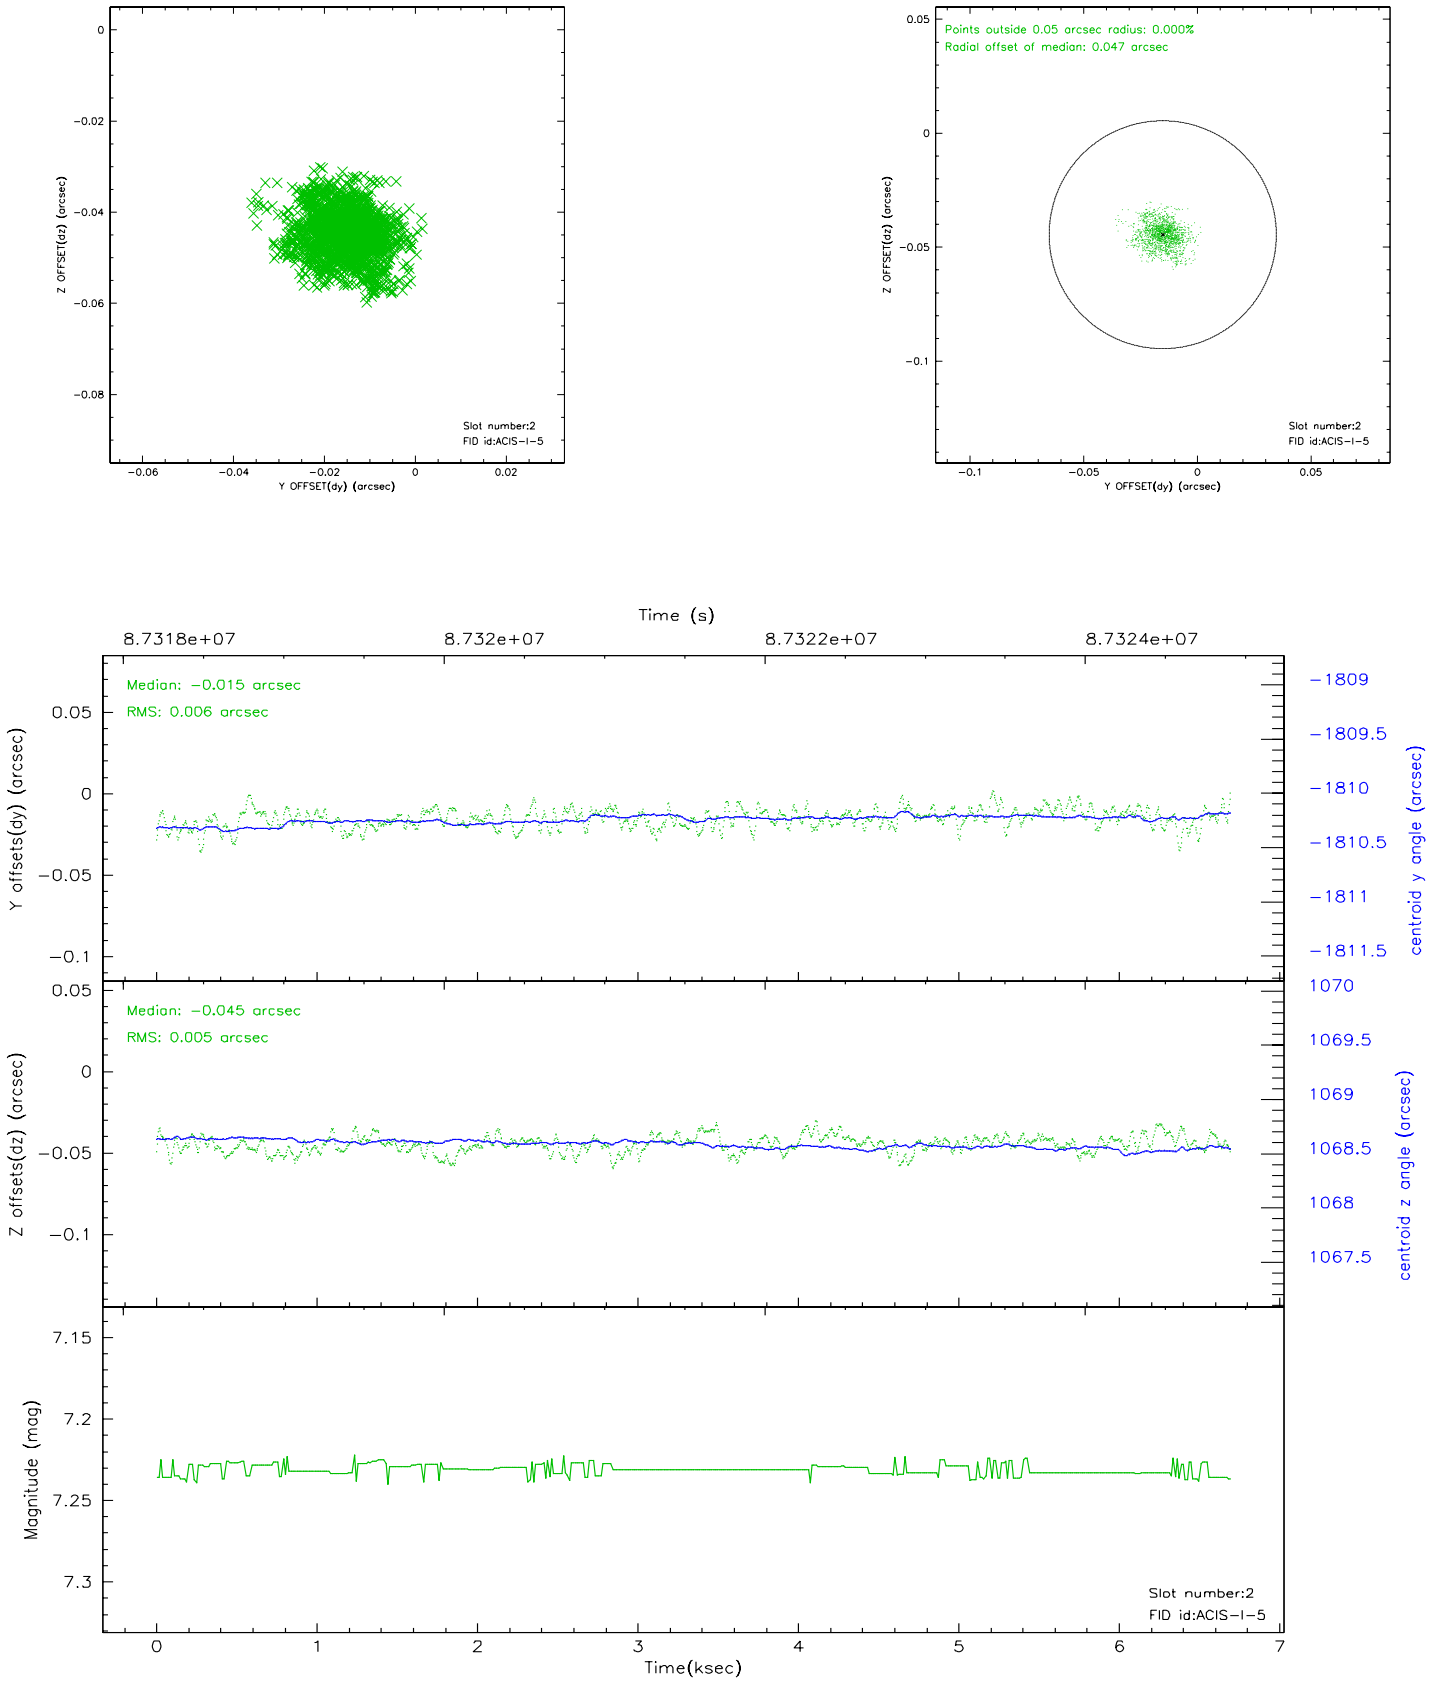 0
-0.02
-0.04
-0.06
-0.08
Z OFFSET(dz) (arcsec)
Slot number:2
FID id:ACIS-I-5
-0.06
-0.04
-0.02
0
0.02
Y OFFSET(dy) (arcsec)
Points outside 0.05 arcsec radius: 0.000%
Radial offset of median: 0.047 arcsec
0.05
0
-0.05
-0.1
Z OFFSET(dz) (arcsec)
Slot number:2
FID id:ACIS-I-5
-0.1
-0.05
0
0.05
Y OFFSET(dy) (arcsec)
Time (s)
8.7318e+07
8.732e+07
8.7322e+07
8.7324e+07
Median: -0.015 arcsec
RMS: 0.006 arcsec
0.05
0
-0.05
-0.1
Y offsets(dy) (arcsec)
-1809
-1809.5
-1810
-1810.5
-1811
-1811.5
centroid y angle (arcsec)
Median: -0.045 arcsec
RMS: 0.005 arcsec
0.05
0
-0.05
-0.1
Z offsets(dz) (arcsec)
1070
1069.5
1069
1068.5
1068
1067.5
centroid z angle (arcsec)
7.15
7.2
7.25
7.3
Magnitude (mag)
Slot number:2
FID id:ACIS-I-5
0
1
2
3
4
5
6
7
Time(ksec)